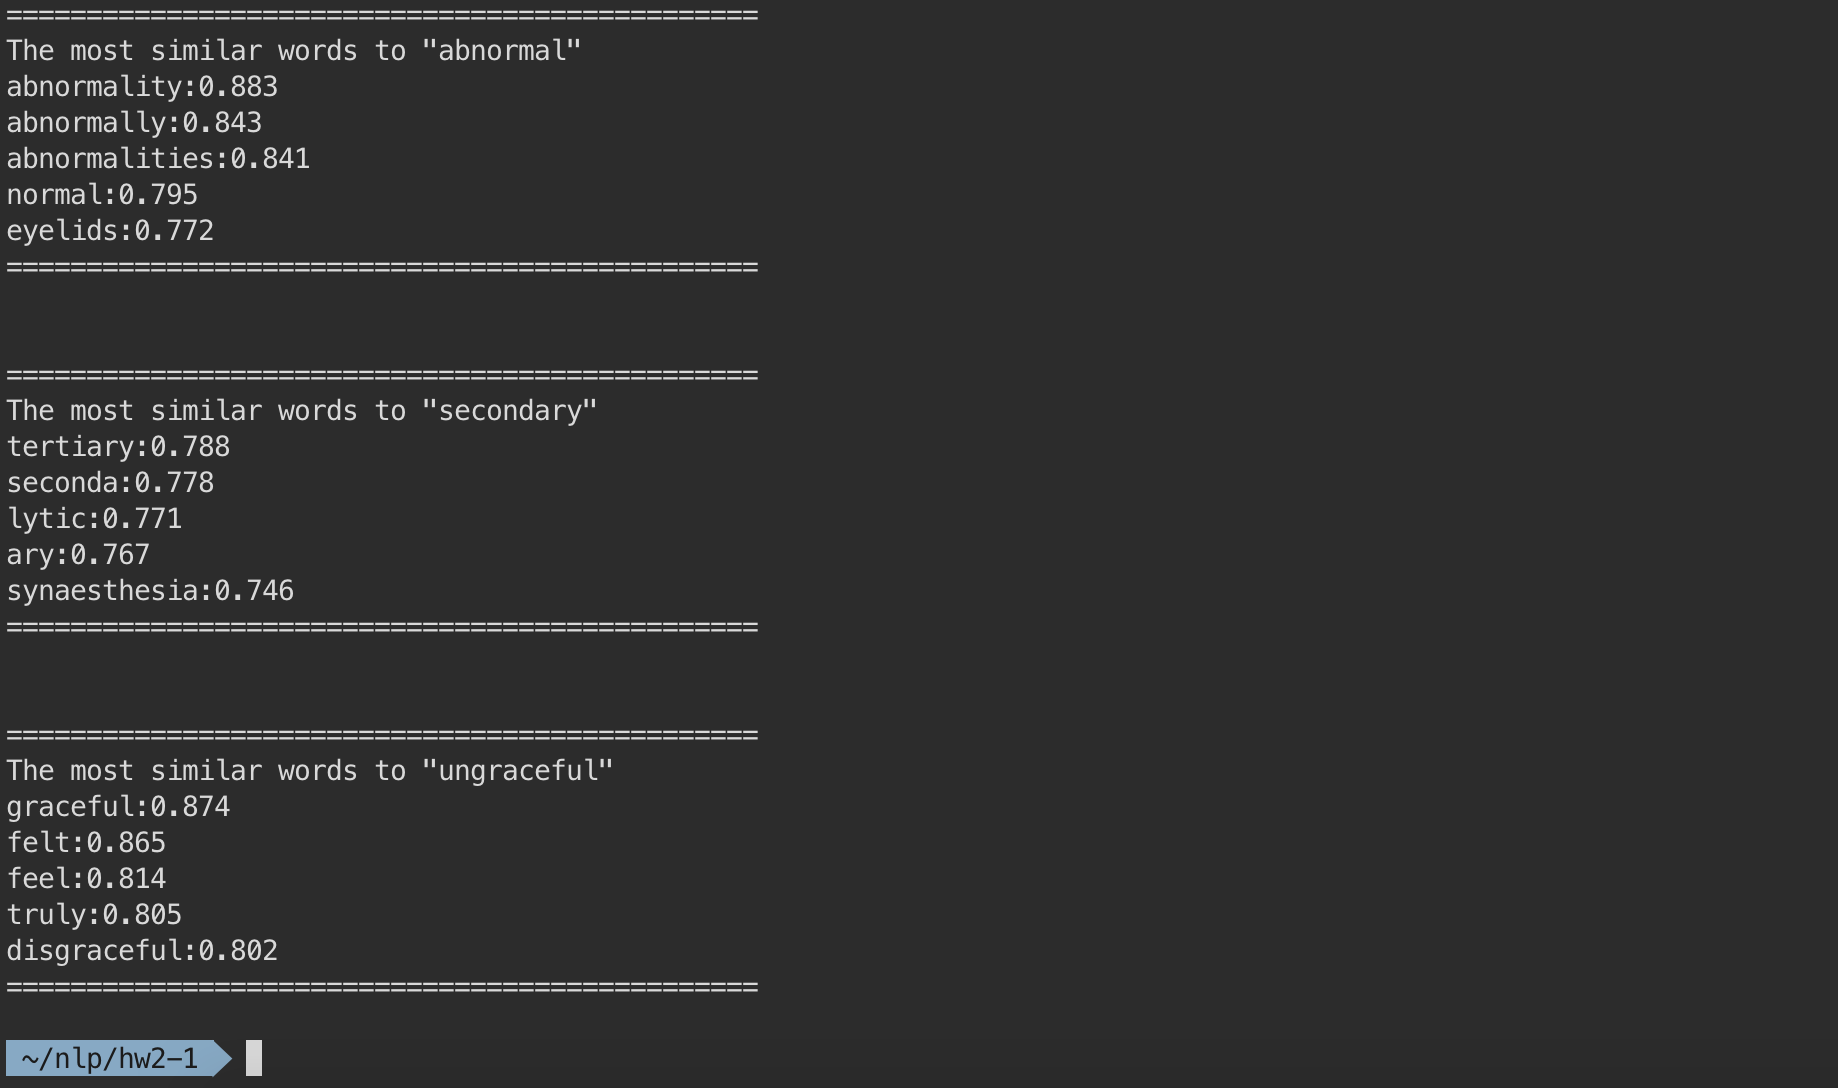 ===============================================
The most similar words to "abnormal"
abnormality:0.883
abnormally:0.843
abnormalities:0.841
normal:0.795
eyelids:0.772
===============================================
===============================================
The most similar words to "secondary"
tertiary:0.788
seconda:0.778
lytic:0.771
ary:0.767
synaesthesia:0.746
===============================================
===============================================
The most similar words to "ungraceful"
graceful:0.874
felt:0.865
feel:0.814
truly:0.805
disgraceful:0.802
===============================================
~/nlp/hw2-1